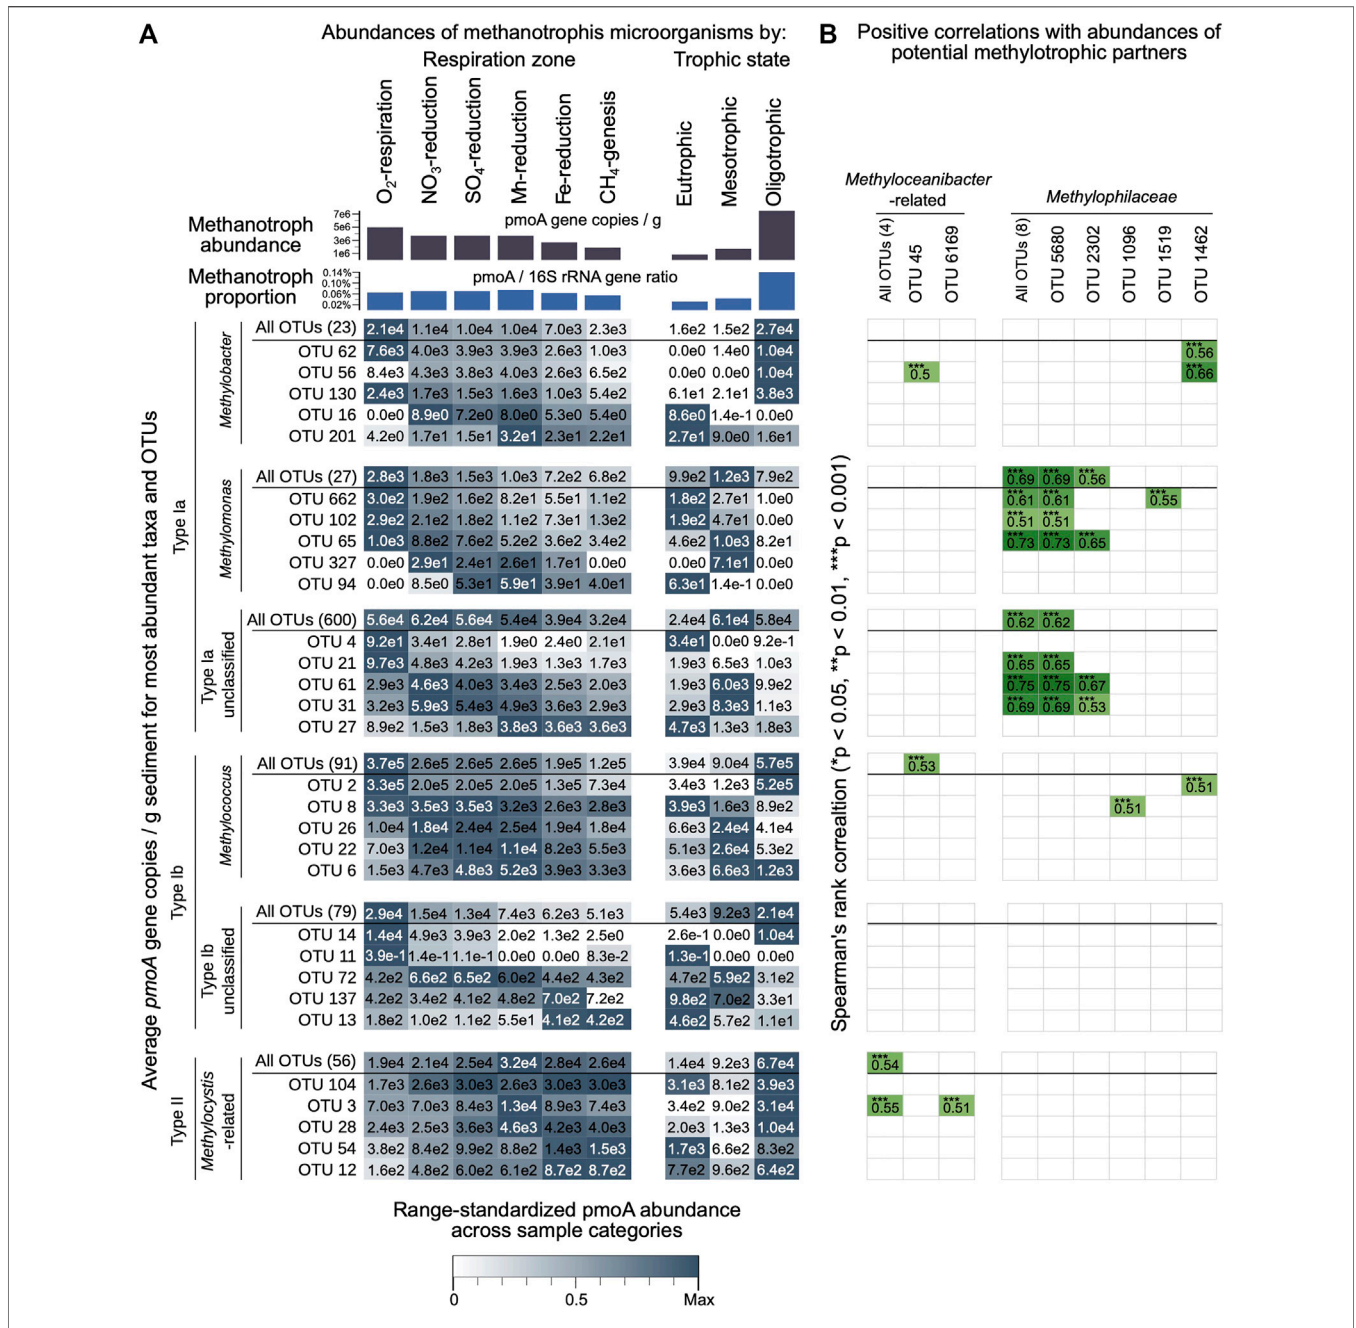 A
Abundances of methanotrophis microorganisms by:
Respiration zone
Trophic state
O2-respiration
NO3-reduction
SO4-reduction
Mn-reduction
Fe-reduction
CH4-genesis
Eutrophic
Mesotrophic
Oligotrophic
Methanotroph abundance
7e6
5e6
3e6
1e6
pmoA gene copies / g
Methanotroph proportion
0.14%
0.10%
0.06%
0.02%
pmoA / 16S rRNA gene ratio
Average pmoA gene copies / g sediment for most abundant taxa and OTUs
Type Ia
Methylobacter
All OTUs (23) 2.1e4 1.1e4 1.0e4 1.0e4 7.0e3 2.3e3 1.6e2 1.5e2 2.7e4
OTU 62 7.6e3 4.0e3 3.9e3 3.9e3 2.6e3 1.0e3 0.0e0 1.4e0 1.0e4
OTU 56 8.4e3 4.3e3 3.8e3 4.0e3 2.6e3 6.5e2 0.0e0 0.0e0 1.0e4
OTU 130 2.4e3 1.7e3 1.5e3 1.6e3 1.0e3 5.4e2 6.1e1 2.1e1 3.8e3
OTU 16 0.0e0 8.9e0 7.2e0 8.0e0 5.3e0 5.4e0 8.6e0 1.4e-1 0.0e0
OTU 201 4.2e0 1.7e1 1.5e1 3.2e1 2.3e1 2.2e1 2.7e1 9.0e0 1.6e1
Methylomonas
All OTUs (27) 2.8e3 1.8e3 1.5e3 1.0e3 7.2e2 6.8e2 9.9e2 1.2e3 7.9e2
OTU 662 3.0e2 1.9e2 1.6e2 8.2e1 5.5e1 1.1e2 1.8e2 2.7e1 1.0e0
OTU 102 2.9e2 2.1e2 1.8e2 1.1e2 7.3e1 1.3e2 1.9e2 4.7e1 0.0e0
OTU 65 1.0e3 8.8e2 7.6e2 5.2e2 3.6e2 3.4e2 4.6e2 1.0e3 8.2e1
OTU 327 0.0e0 2.9e1 2.4e1 2.6e1 1.7e1 0.0e0 0.0e0 7.1e1 0.0e0
OTU 94 0.0e0 8.5e0 5.3e1 5.9e1 3.9e1 4.0e1 6.3e1 1.4e-1 0.0e0
Type Ia unclassified
All OTUs (600) 5.6e4 6.2e4 5.6e4 5.4e4 3.9e4 3.2e4 2.4e4 6.1e4 5.8e4
OTU 4 9.2e1 3.4e1 2.8e1 1.9e0 2.4e0 2.1e1 3.4e1 0.0e0 9.2e-1
OTU 21 9.7e3 4.8e3 4.2e3 1.9e3 1.3e3 1.7e3 1.9e3 6.5e3 1.0e3
OTU 61 2.9e3 4.6e3 4.0e3 3.4e3 2.5e3 2.0e3 1.9e3 6.0e3 9.9e2
OTU 31 3.2e3 5.9e3 5.4e3 4.9e3 3.6e3 2.9e3 2.9e3 8.3e3 1.1e3
OTU 27 8.9e2 1.5e3 1.8e3 3.8e3 3.6e3 3.6e3 4.7e3 1.3e3 1.8e3
Type Ib
Methylococcus
All OTUs (91) 3.7e5 2.6e5 2.6e5 2.6e5 1.9e5 1.2e5 3.9e4 9.0e4 5.7e5
OTU 2 3.3e5 2.0e5 2.0e5 2.0e5 1.3e5 7.3e4 3.4e3 1.2e3 5.2e5
OTU 8 3.3e3 3.5e3 3.5e3 3.2e3 2.6e3 2.8e3 3.9e3 1.6e3 8.9e2
OTU 26 1.0e4 1.8e4 2.4e4 2.5e4 1.9e4 1.8e4 6.6e3 2.4e4 4.1e4
OTU 22 7.0e3 1.2e4 1.1e4 1.1e4 8.2e3 5.5e3 5.1e3 2.6e4 5.3e2
OTU 6 1.5e3 4.7e3 4.8e3 5.2e3 3.9e3 3.3e3 3.6e3 6.6e3 1.2e3
Type Ib unclassified
All OTUs (79) 2.9e4 1.5e4 1.3e4 7.4e3 6.2e3 5.1e3 5.4e3 9.2e3 2.1e4
OTU 14 1.4e4 4.9e3 3.9e3 2.0e2 1.3e2 2.5e0 2.6e-1 0.0e0 1.0e4
OTU 11 3.9e-1 1.4e-1 1.1e-1 0.0e0 0.0e0 8.3e-2 1.3e-1 0.0e0 0.0e0
OTU 72 4.2e2 6.6e2 6.5e2 6.0e2 4.4e2 4.3e2 4.7e2 5.9e2 3.1e2
OTU 137 4.2e2 3.4e2 4.1e2 4.8e2 7.0e2 7.2e2 9.8e2 7.0e2 3.3e1
OTU 13 1.8e2 1.0e2 1.1e2 5.5e1 4.1e2 4.2e2 4.6e2 5.7e2 1.1e1
Type II
Methylocystis -related
All OTUs (56) 1.9e4 2.1e4 2.5e4 3.2e4 2.8e4 2.6e4 1.4e4 9.2e3 6.7e4
OTU 104 1.7e3 2.6e3 3.0e3 2.6e3 3.0e3 3.0e3 3.1e3 8.1e2 3.9e3
OTU 3 7.0e3 7.0e3 8.4e3 1.3e4 8.9e3 7.4e3 3.4e2 9.0e2 3.1e4
OTU 28 2.4e3 2.5e3 3.6e3 4.6e3 4.2e3 4.0e3 2.0e3 1.3e3 1.0e4
OTU 54 3.8e2 8.4e2 9.9e2 8.8e2 1.4e3 1.5e3 1.7e3 6.6e2 8.3e2
OTU 12 1.6e2 4.8e2 6.0e2 6.1e2 8.7e2 8.7e2 7.7e2 9.6e2 6.4e2
Range-standardized pmoA abundance
across sample categories
0 0.5 Max
B
Positive correlations with abundances of
potential methylotrophic partners
Methyloceanibacter
-related
Methylophilaceae
All OTUs (4)
OTU 45
OTU 6169
All OTUs (8)
OTU 5680
OTU 2302
OTU 1096
OTU 1519
OTU 1462
Spearman's rank correaltion (*p < 0.05, **p < 0.01, ***p < 0.001)
*** 0.56
*** 0.5 *** 0.66
*** 0.69 *** 0.69 *** 0.56
*** 0.61 *** 0.61 *** 0.55
*** 0.51 *** 0.51
*** 0.73 *** 0.73 *** 0.65
*** 0.62 *** 0.62
*** 0.65 *** 0.65
*** 0.75 *** 0.75 *** 0.67
*** 0.69 *** 0.69 *** 0.53
*** 0.53
*** 0.51
*** 0.51
*** 0.54
*** 0.55 *** 0.51